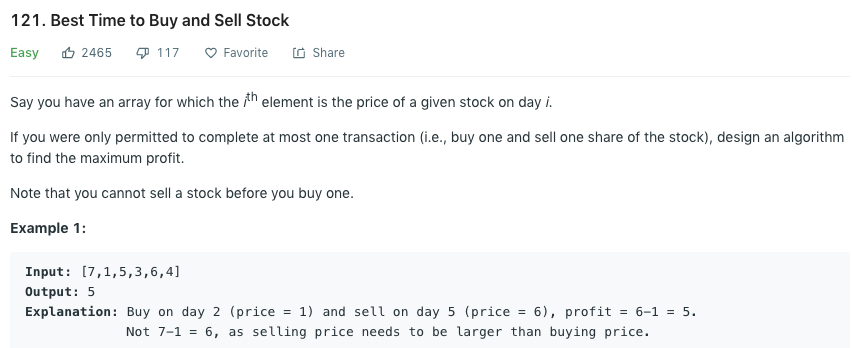 121. Best Time to Buy and Sell Stock
Easy 2465 117 Favorite Share
Say you have an array for which the ith element is the price of a given stock on day i.
If you were only permitted to complete at most one transaction (i.e., buy one and sell one share of the stock), design an algorithm
to find the maximum profit.
Note that you cannot sell a stock before you buy one.
Example 1:
Input: [7,1,5,3,6,4]
Output: 5
Explanation: Buy on day 2 (price = 1) and sell on day 5 (price = 6), profit = 6-1 = 5.
Not 7-1 = 6, as selling price needs to be larger than buying price.